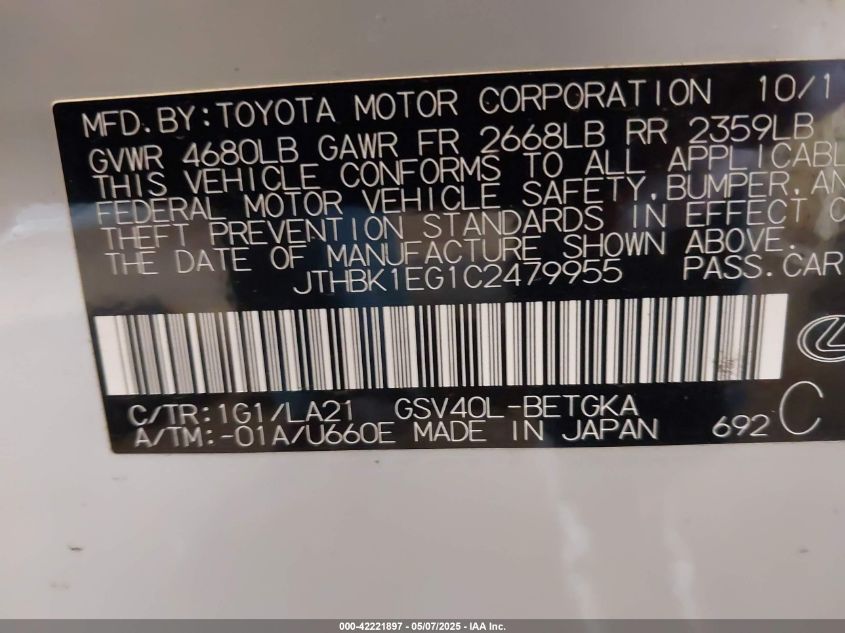 MFD.BY:TOYOTA MOTOR CORPORATION 10/1
GVWR 4680LB GAWR FR 2668LB RR 2359LB
THIS VEHICLE CONFORMS TO ALL APPLICABL
FEDERAL MOTOR VEHICLE SAFETY, BUMPER, AN
THEFT PREVENTION STANDARDS IN EFFECT O
THE DATE OF MANUFACTURE SHOWN ABOVE.
JTHBK1EG1C2479955 PASS.CAR
C/TR:1G1/LA21 GSV40L-BETGKA
A/TM:-01A/U660E MADE IN JAPAN 692 C
000-42221897 - 05/07/2025 - IAA Inc.